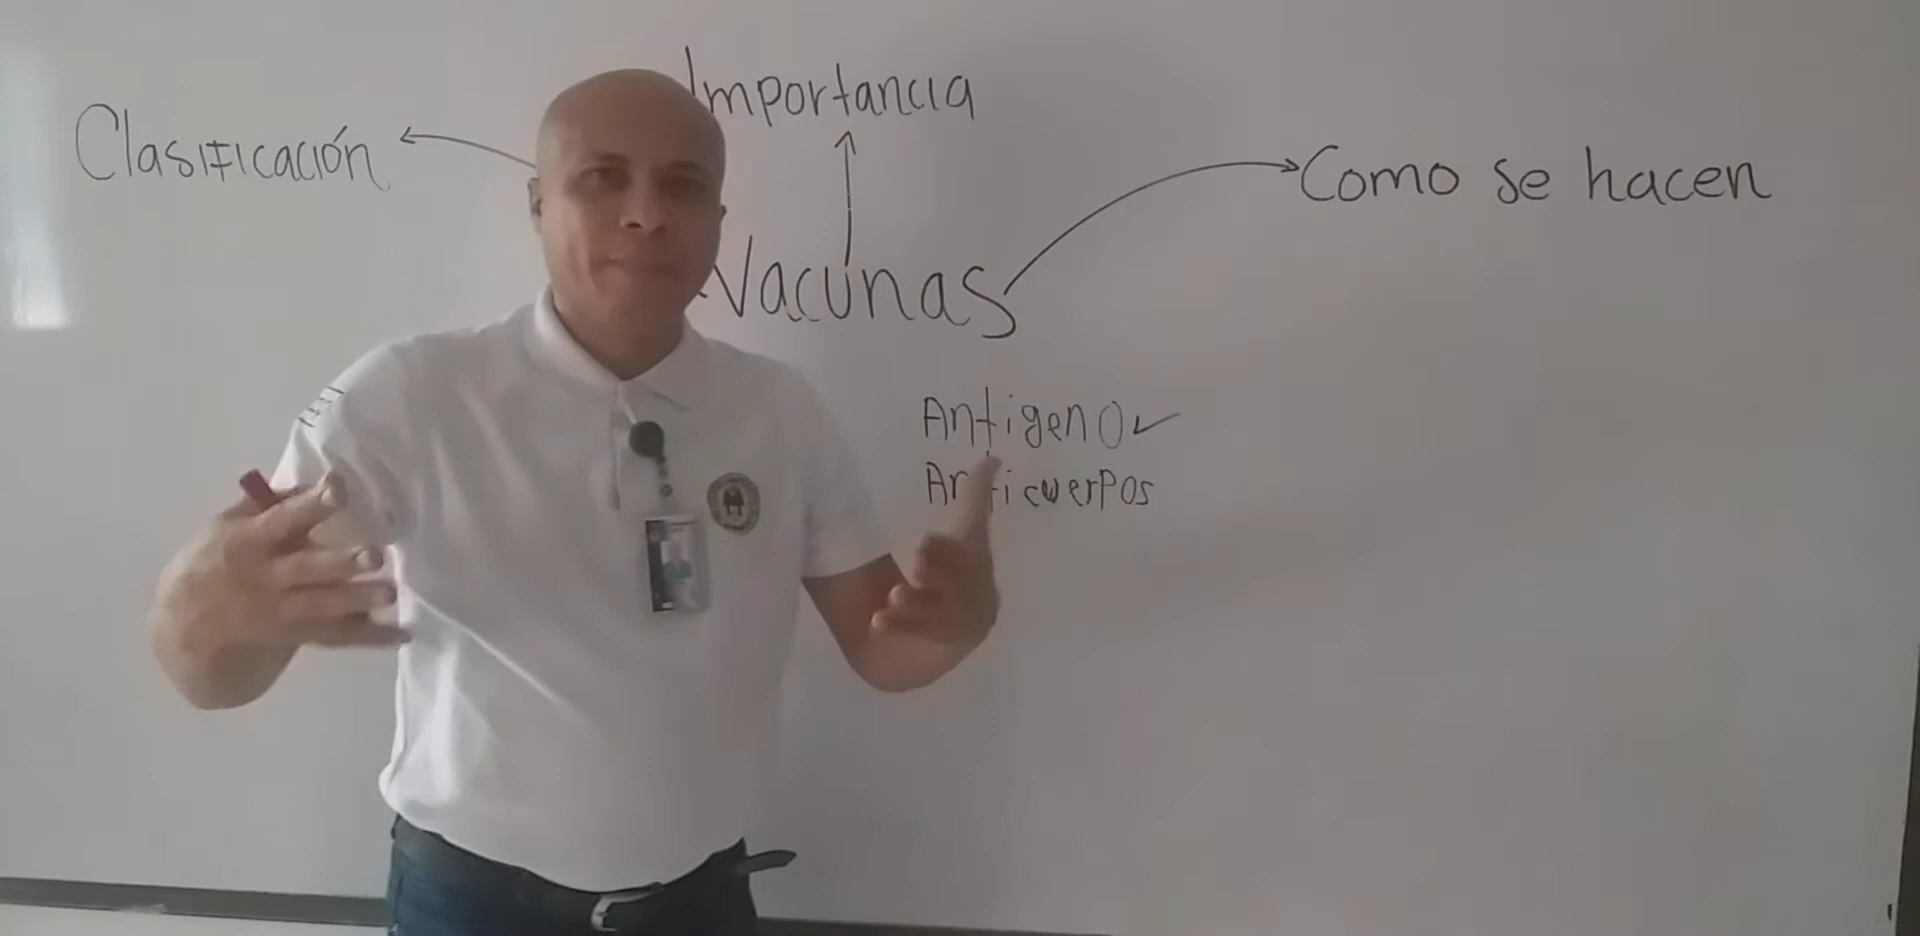 Importancia
Clasificación
Como se hacen
Vacunas
Antigeno
Anticuerpos